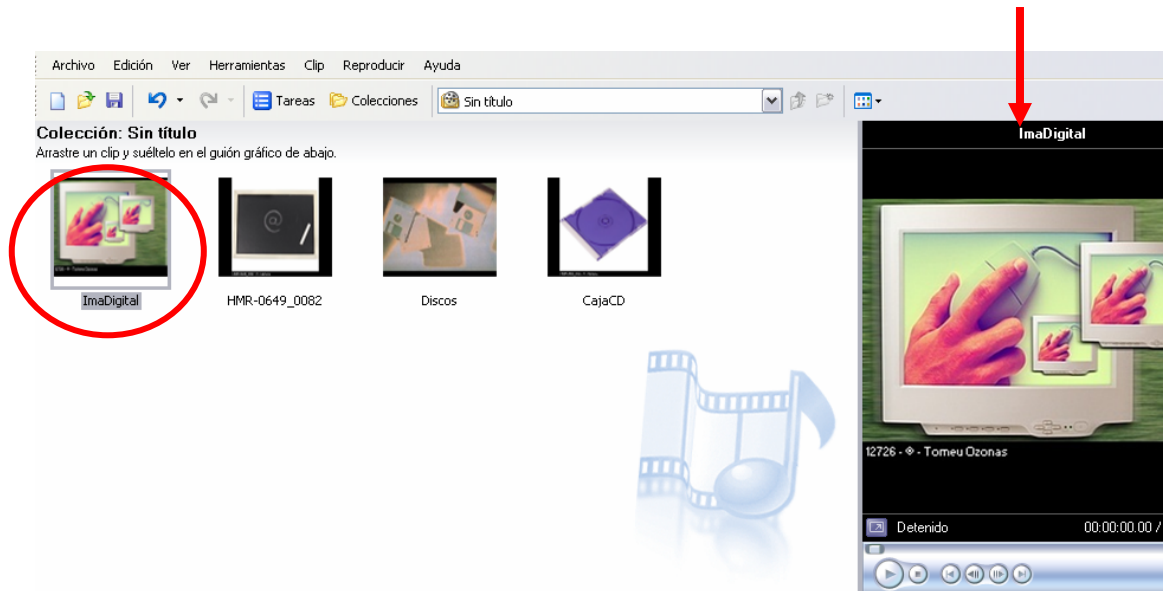 Archivo Edición Ver Herramientas Clip Reproducir Ayuda
Tareas Colecciones Sin título
Colección: Sin título
Arrastre un clip y suéltelo en el guión gráfico de abajo.
ImaDigital
HMR-0649_0082
Discos
CajaCD
ImaDigital
12726 - - Tomeu Ozonas
Detenido 00:00:00.00 /